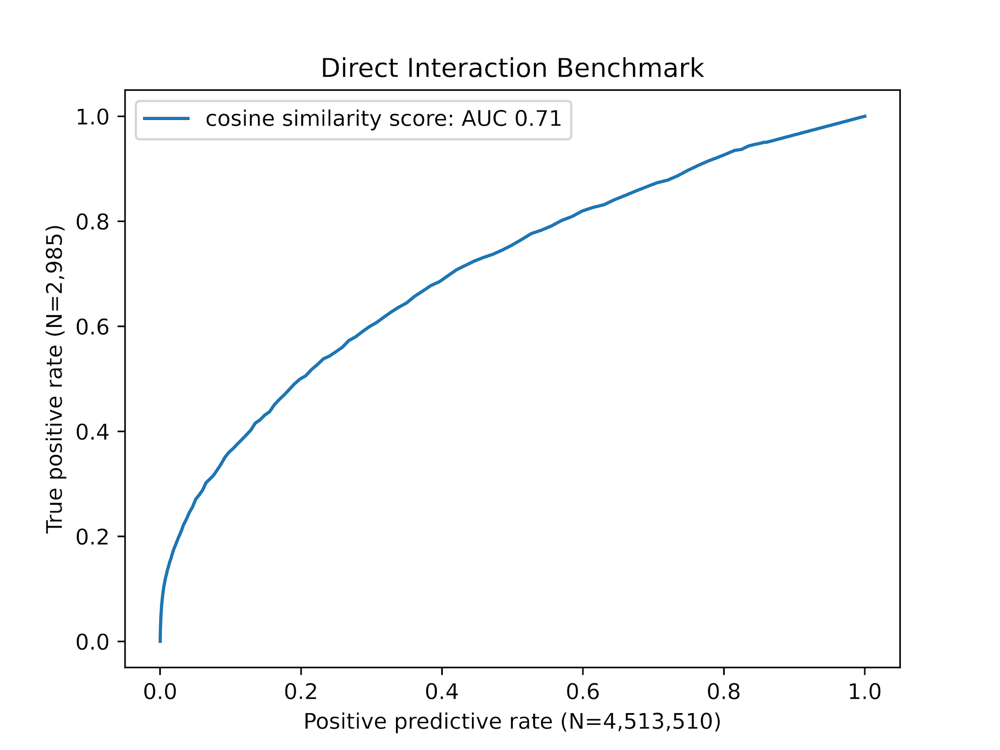 Direct Interaction Benchmark
cosine similarity score: AUC 0.71
1.0
0.8
0.6
0.4
0.2
0.0
True positive rate (N=2,985)
0.0 0.2 0.4 0.6 0.8 1.0
Positive predictive rate (N=4,513,510)